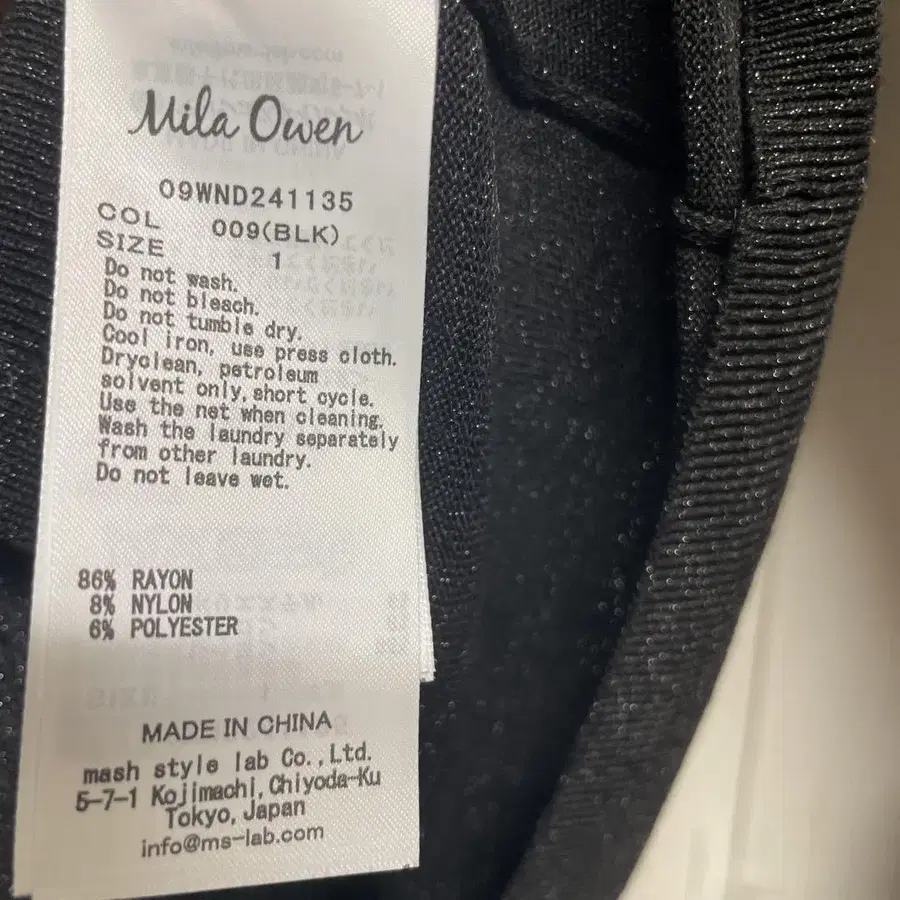 Mila Owen
09WND241135
COL 009(BLK)
SIZE 1
Do not wash.
Do not bleach.
Do not tumble dry.
Cool iron, use press cloth.
Dryclean, petroleum
solvent only, short cycle.
Use the net when cleaning.
Wash the laundry separately
from other laundry.
Do not leave wet.
86% RAYON
8% NYLON
6% POLYESTER
MADE IN CHINA
mash style lab Co., Ltd.
5-7-1 Kojimachi, Chiyoda-Ku
Tokyo, Japan
info@ms-lab.com